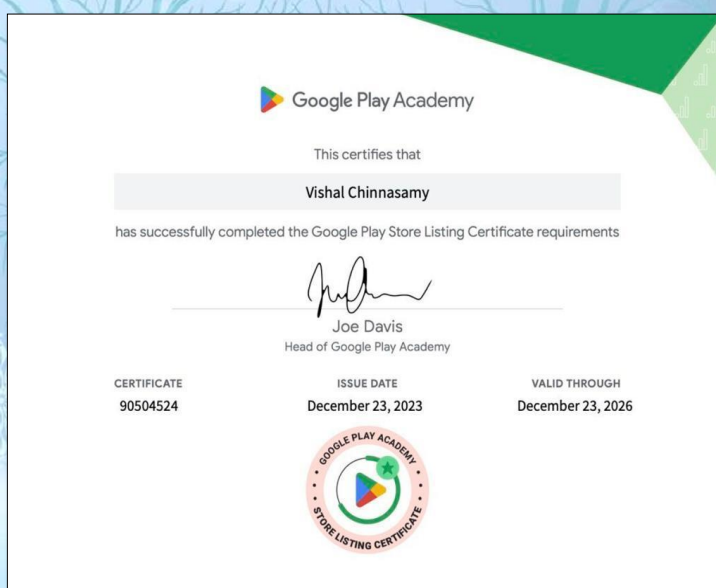 Google Play Academy
This certifies that
Vishal Chinnasamy
has successfully completed the Google Play Store Listing Certificate requirements
Joe Davis
Head of Google Play Academy
CERTIFICATE
ISSUE DATE
VALID THROUGH
90504524
December 23, 2023
December 23, 2026
GOOGLE PLAY ACADEMY
STORE LISTING CERTIFICATE